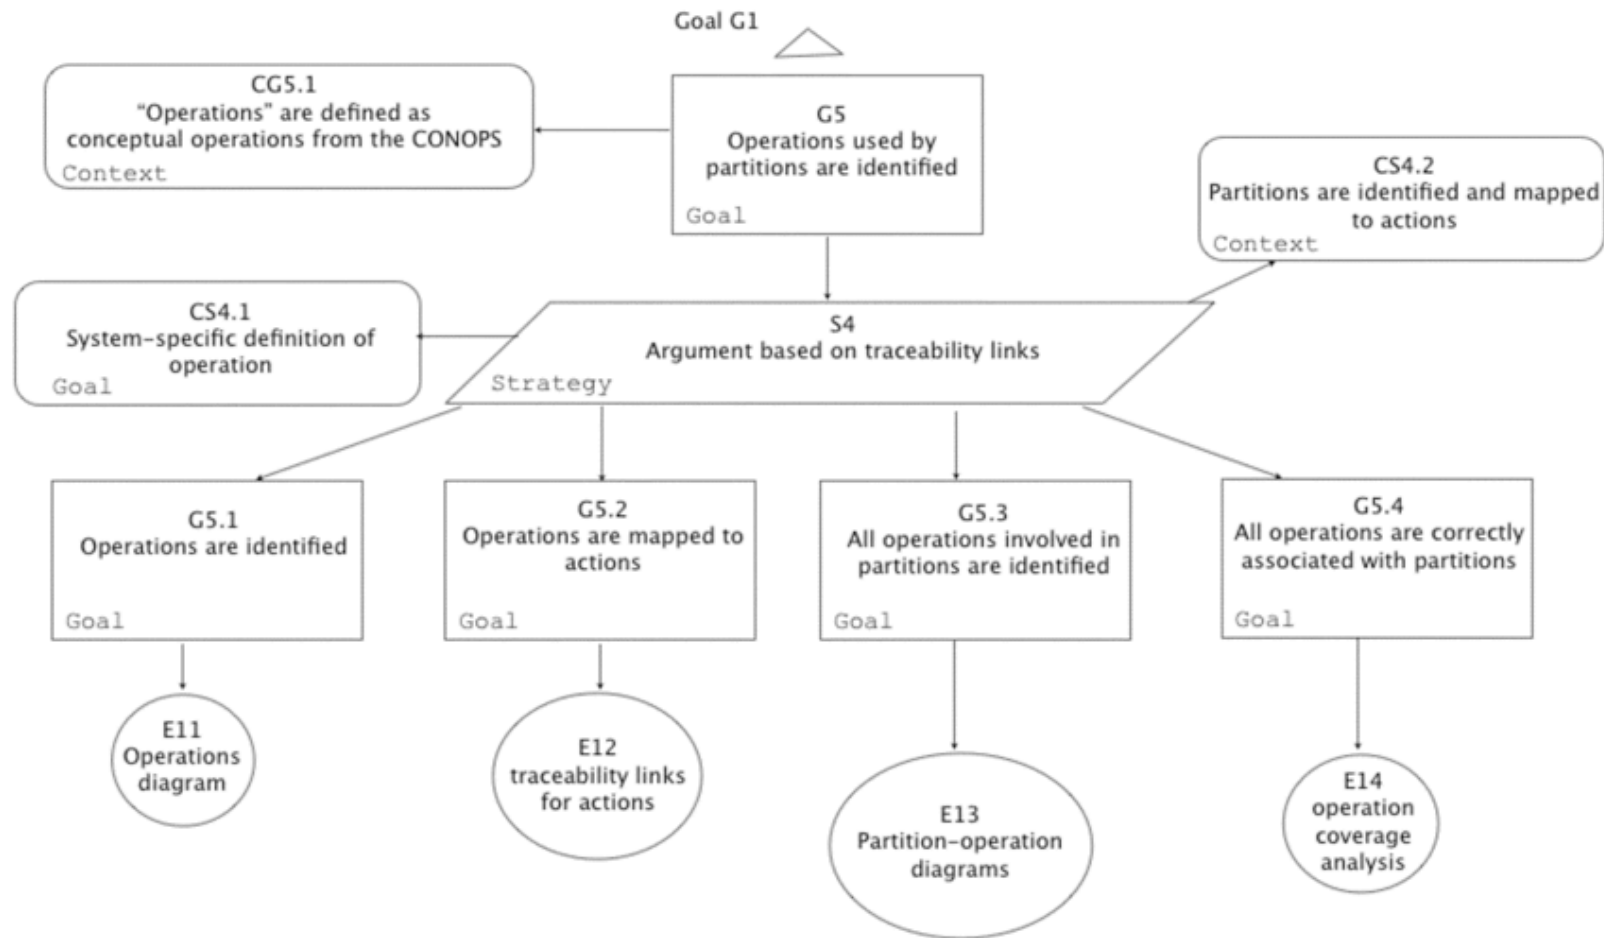 Goal G1
CG5.1
“Operations” are defined as
conceptual operations from the CONOPS
Context
G5
Operations used by
partitions are identified
Goal
CS4.2
Partitions are identified and mapped
to actions
Context
CS4.1
System-specific definition of
operation
Goal
S4
Argument based on traceability links
Strategy
G5.1
Operations are identified
Goal
G5.2
Operations are mapped to
actions
Goal
G5.3
All operations involved in
partitions are identified
Goal
G5.4
All operations are correctly
associated with partitions
Goal
E11
Operations
diagram
E12
traceability links
for actions
E13
Partition-operation
diagrams
E14
operation
coverage
analysis